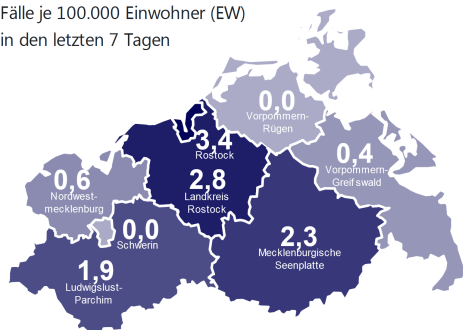 Fälle je 100.000 Einwohner (EW)
in den letzten 7 Tagen
0,0
Vorpommern-
Rügen
3,4
Rostock
0,4
Vorpommern-
Greifswald
0,6
Nordwest-
mecklenburg
2,8
Landkreis
Rostock
0,0
Schwerin
2,3
Mecklenburgische
Seenplatte
1,9
Ludwigslust-
Parchim